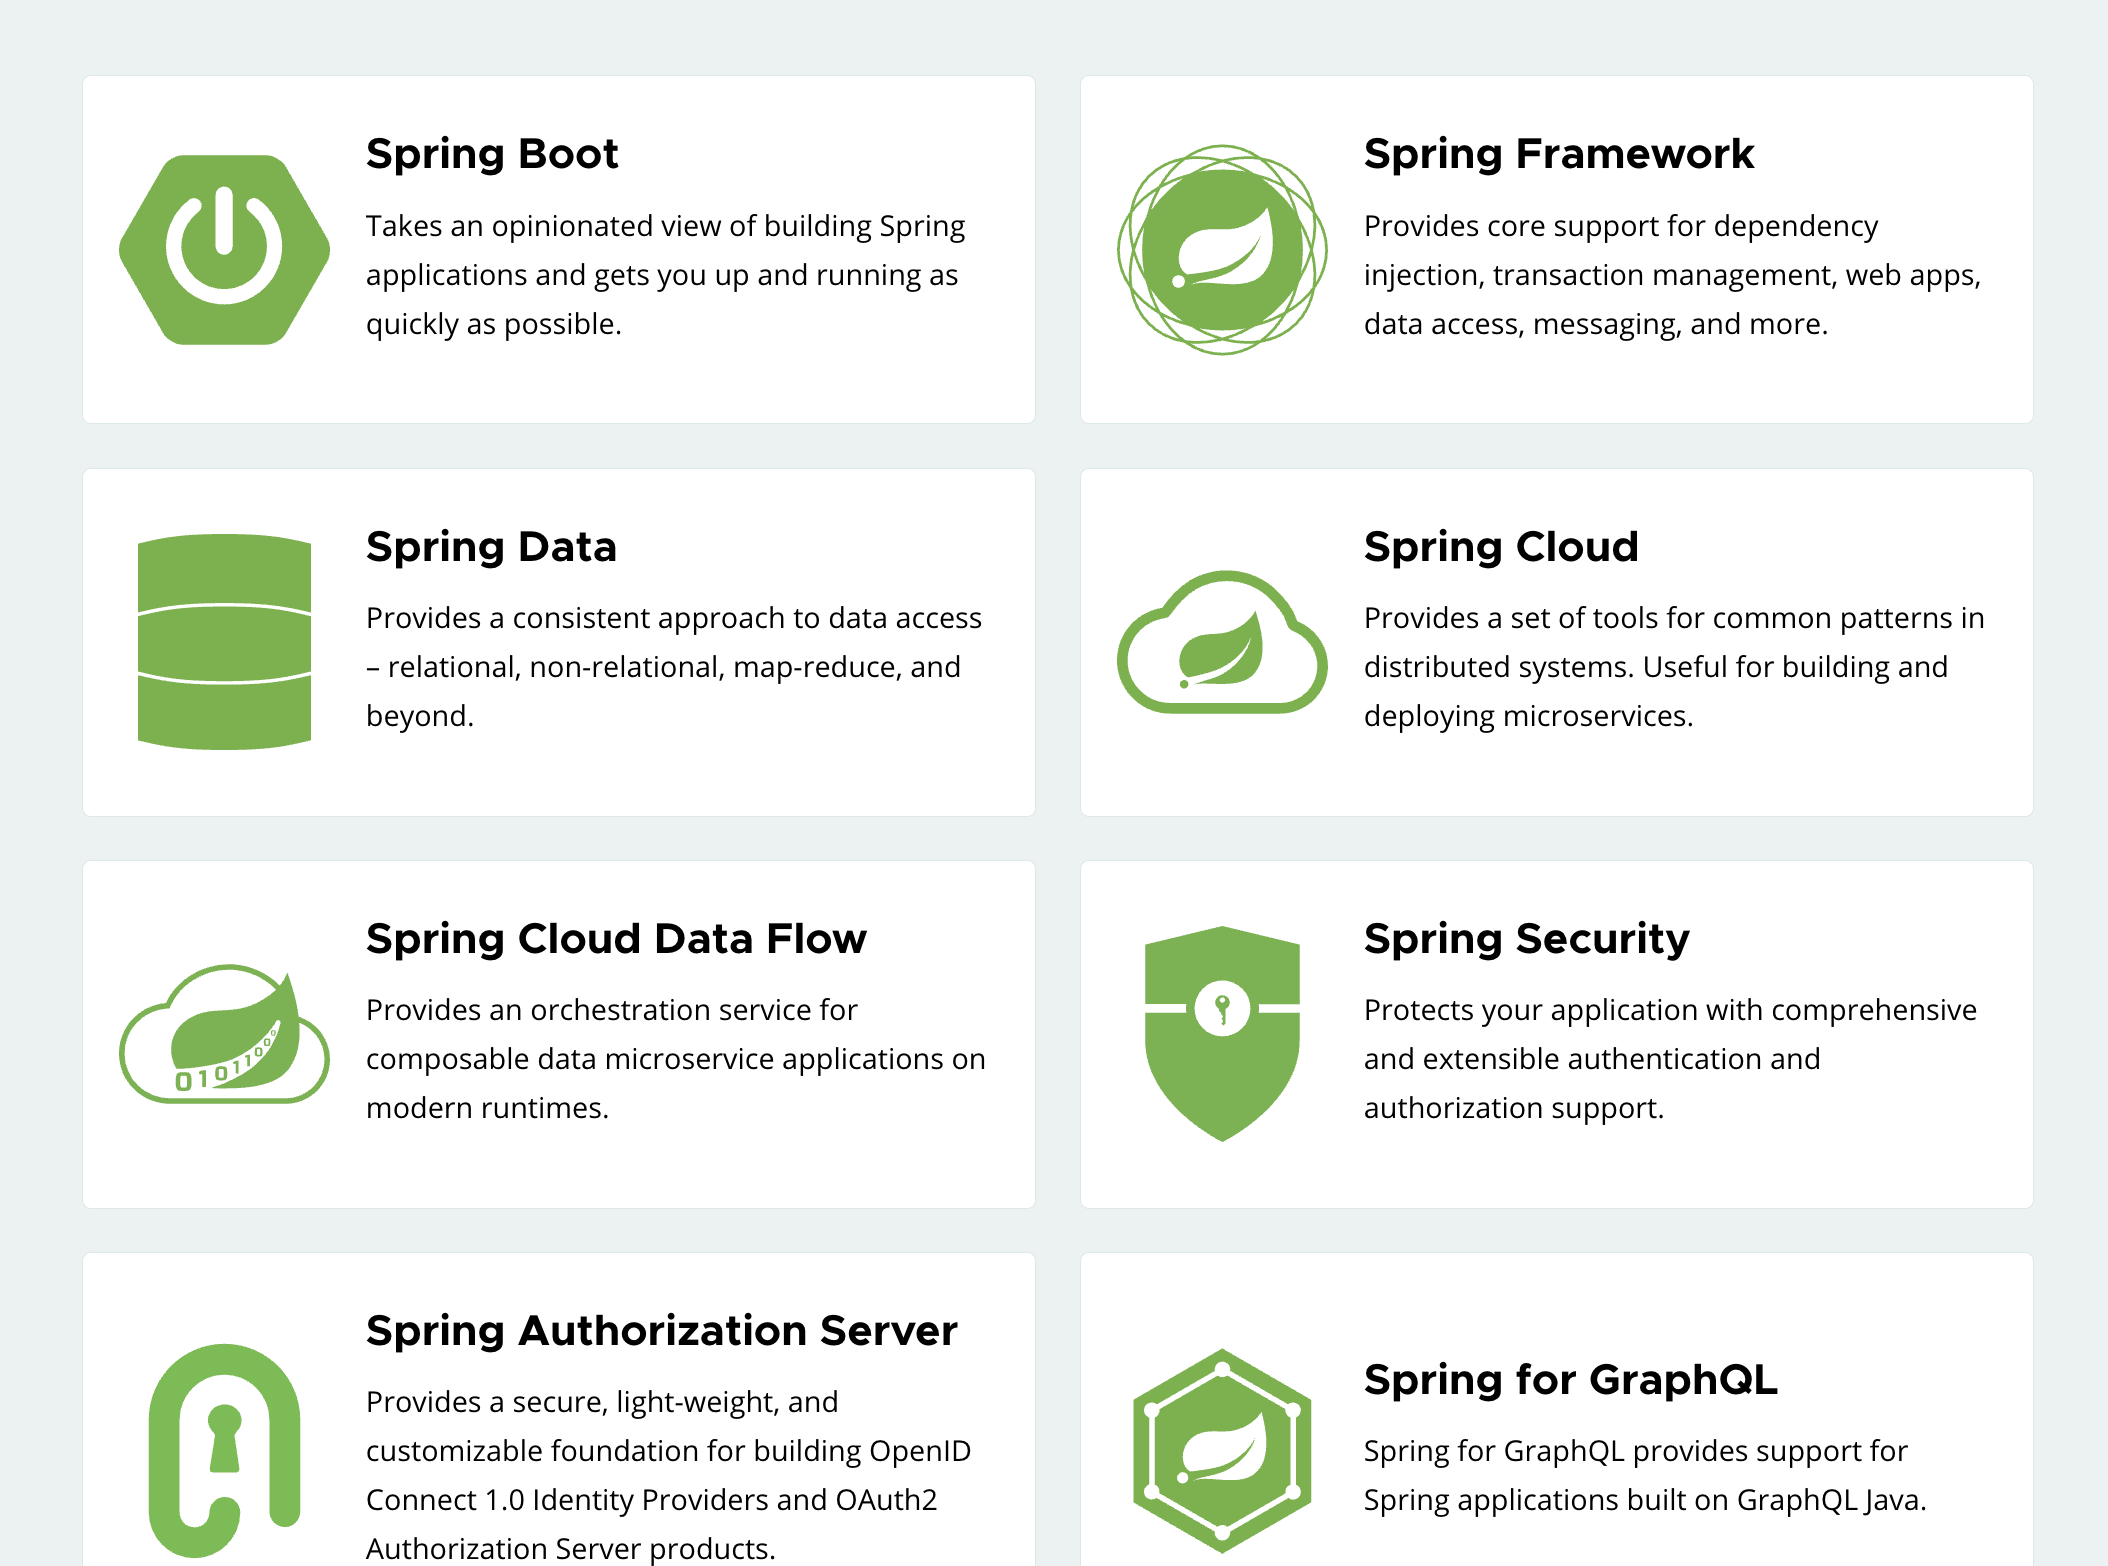 Spring Boot
Takes an opinionated view of building Spring
applications and gets you up and running as
quickly as possible.
Spring Framework
Provides core support for dependency
injection, transaction management, web apps,
data access, messaging, and more.
Spring Data
Provides a consistent approach to data access
– relational, non-relational, map-reduce, and
beyond.
Spring Cloud
Provides a set of tools for common patterns in
distributed systems. Useful for building and
deploying microservices.
Spring Cloud Data Flow
Provides an orchestration service for
composable data microservice applications on
modern runtimes.
010110000
Spring Security
Protects your application with comprehensive
and extensible authentication and
authorization support.
Spring Authorization Server
Provides a secure, light-weight, and
customizable foundation for building OpenID
Connect 1.0 Identity Providers and OAuth2
Authorization Server products.
Spring for GraphQL
Spring for GraphQL provides support for
Spring applications built on GraphQL Java.